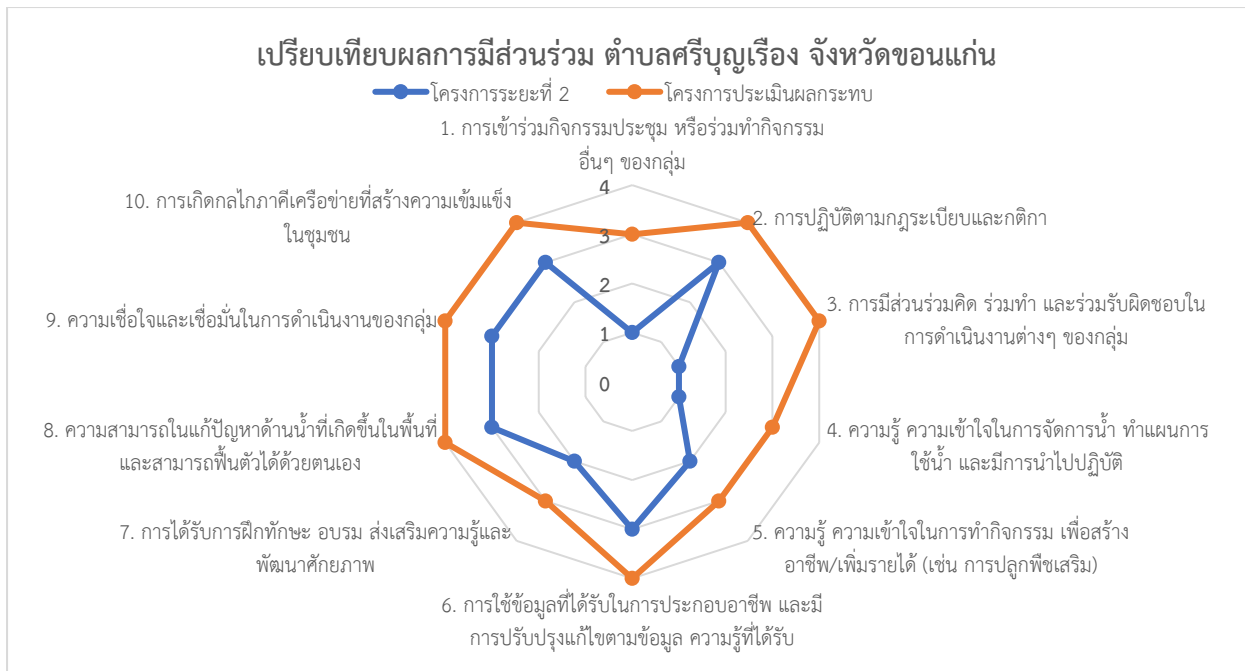 เปรียบเทียบผลการมีส่วนร่วม ตำบลศรีบุญเรือง จังหวัดขอนแก่น
โครงการระยะที่ 2
โครงการประเมินผลกระทบ
1. การเข้าร่วมกิจกรรมประชุม หรือร่วมทำกิจกรรม
อื่นๆ ของกลุ่ม
2. การปฏิบัติตามกฎระเบียบและกติกา
3. การมีส่วนร่วมคิด ร่วมทำ และร่วมรับผิดชอบใน
การดำเนินงานต่างๆ ของกลุ่ม
4. ความรู้ ความเข้าใจในการจัดการน้ำ ทำแผนการ
ใช้น้ำ และมีการนำไปปฏิบัติ
5. ความรู้ ความเข้าใจในการทำกิจกรรม เพื่อสร้าง
อาชีพ/เพิ่มรายได้ (เช่น การปลูกพืชเสริม)
6. การใช้ข้อมูลที่ได้รับในการประกอบอาชีพ และมี
การปรับปรุงแก้ไขตามข้อมูล ความรู้ที่ได้รับ
7. การได้รับการฝึกทักษะ อบรม ส่งเสริมความรู้และ
พัฒนาศักยภาพ
8. ความสามารถในแก้ปัญหาด้านน้ำที่เกิดขึ้นในพื้นที่
และสามารถฟื้นตัวได้ด้วยตนเอง
9. ความเชื่อใจและเชื่อมั่นในการดำเนินงานของกลุ่ม
10. การเกิดกลไกภาคีเครือข่ายที่สร้างความเข้มแข็ง
ในชุมชน
4
3
2
1
0